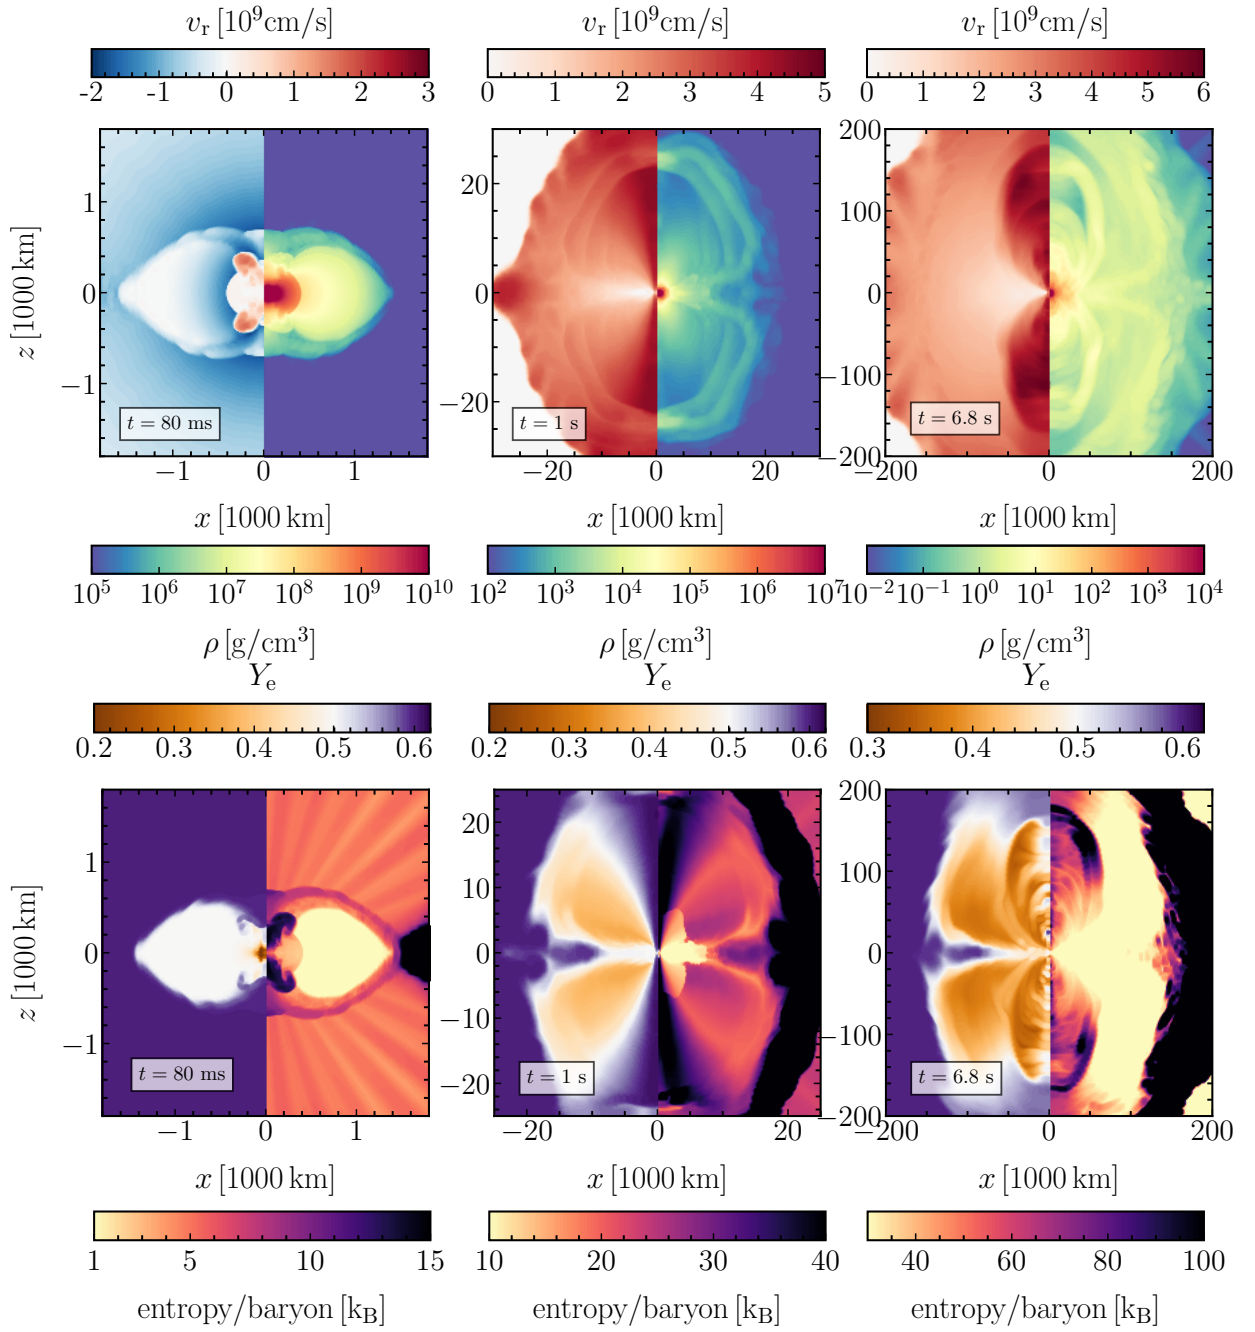 v_r [10^9 cm/s] v_r [10^9 cm/s] v_r [10^9 cm/s]
-2 -1 0 1 2 3 0 1 2 3 4 5 0 1 2 3 4 5 6
z [1000 km]
1 0 −1
t = 80 ms
−1 0 1
20 0 −20
t = 1 s
−20 0 20
200 100 0 −100 −200
t = 6.8 s
−200 0 200
x [1000 km] x [1000 km] x [1000 km]
10^5 10^6 10^7 10^8 10^9 10^10 10^2 10^3 10^4 10^5 10^6 10^7 10^−2 10^−1 10^0 10^1 10^2 10^3 10^4
ρ [g/cm^3] ρ [g/cm^3] ρ [g/cm^3]
Y_e Y_e Y_e
0.2 0.3 0.4 0.5 0.6 0.2 0.3 0.4 0.5 0.6 0.3 0.4 0.5 0.6
z [1000 km]
1 0 −1
t = 80 ms
−1 0 1
20 10 0 −10 −20
t = 1 s
−20 0 20
200 100 0 −100 −200
t = 6.8 s
−200 0 200
x [1000 km] x [1000 km] x [1000 km]
1 5 10 15 10 20 30 40 40 60 80 100
entropy/baryon [k_B] entropy/baryon [k_B] entropy/baryon [k_B]